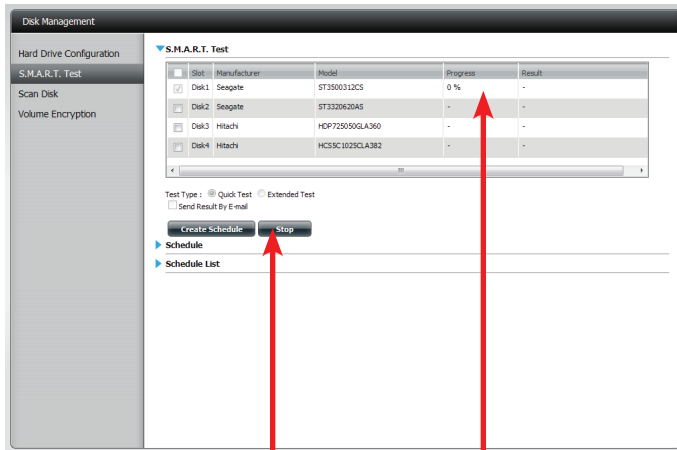 Disk Management
Hard Drive Configuration
S.M.A.R.T. Test
Scan Disk
Volume Encryption
S.M.A.R.T. Test
Slot Manufacturer Model Progress Result
Disk1 Seagate ST3500312CS 0 % -
Disk2 Seagate ST3320620AS - -
Disk3 Hitachi HDP725050GLA360 - -
Disk4 Hitachi HCS5C1025CLA382 - -
Test Type : Quick Test Extended Test
Send Result By E-mail
Create Schedule Stop
Schedule
Schedule List